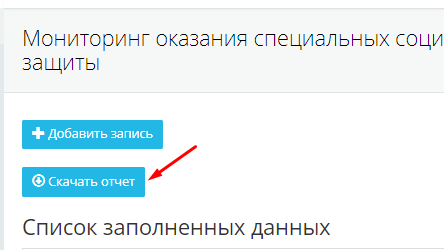 Мониторинг оказания специальных соци
защиты
Добавить запись
Скачать отчет
Список заполненных данных